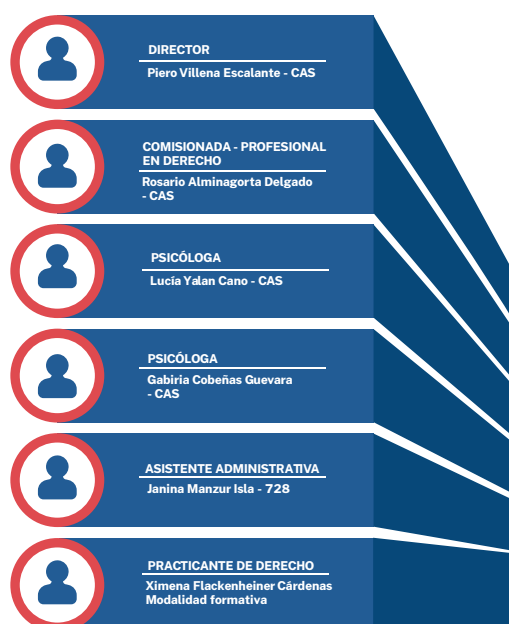 DIRECTOR
Piero Villena Escalante - CAS
COMISIONADA - PROFESIONAL
EN DERECHO
Rosario Alminagorta Delgado
- CAS
PSICÓLOGA
Lucía Yalan Cano - CAS
PSICÓLOGA
Gabiria Cobeñas Guevara
- CAS
ASISTENTE ADMINISTRATIVA
Janina Manzur Isla - 728
PRACTICANTE DE DERECHO
Ximena Flackenheiner Cárdenas
Modalidad formativa